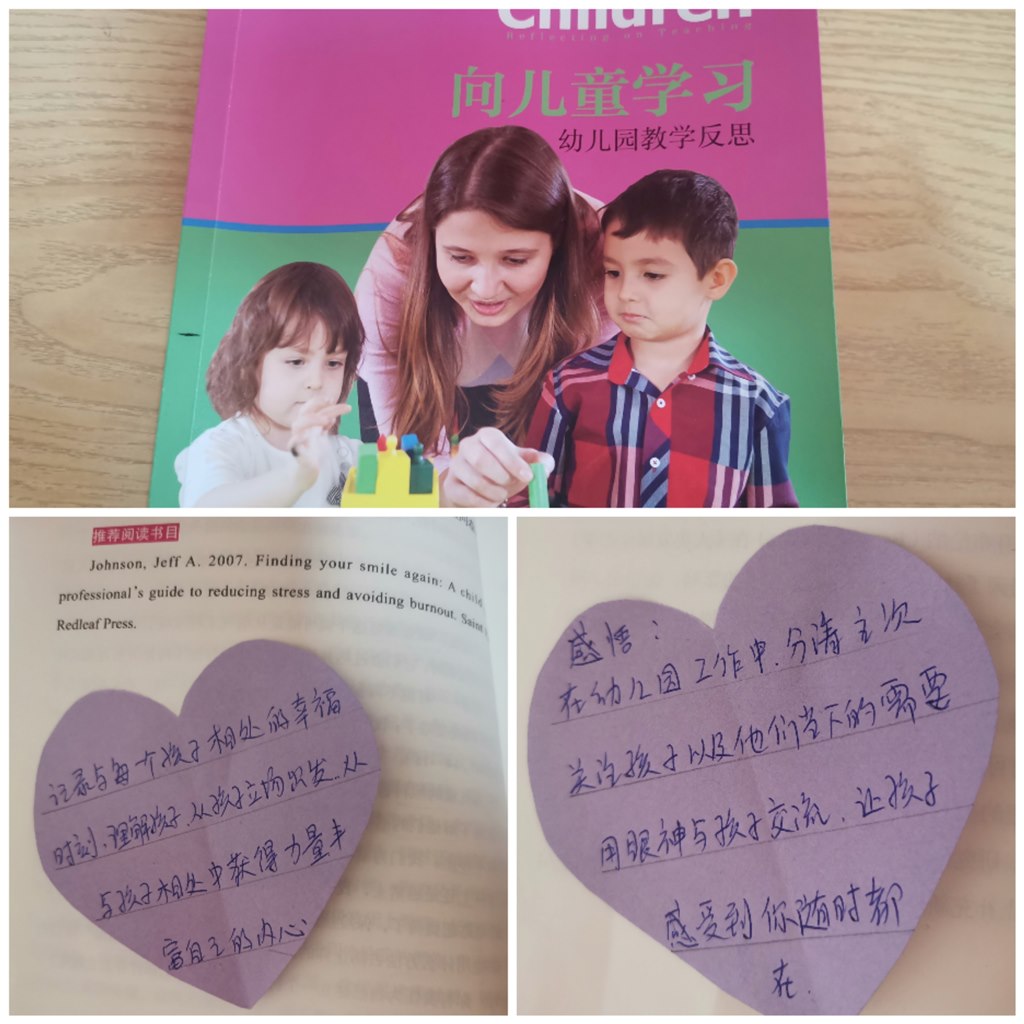 Children
Reflecting on Teaching
向儿童学习
幼儿园教学反思
推荐阅读书目
Johnson, Jeff A. 2007. Finding your smile again: A child
professional's guide to reducing stress and avoiding burnout. Saint
Redleaf Press.
记录与每个孩子相处的幸福
时刻、理解孩子、从孩子立场出发、从
与孩子相处中获得力量丰
富自己的内心
感悟：
在幼儿园工作中、分清主次
关注孩子以及他们当下的需要
用眼神与孩子交流、让孩子
感受到你随时都
在.